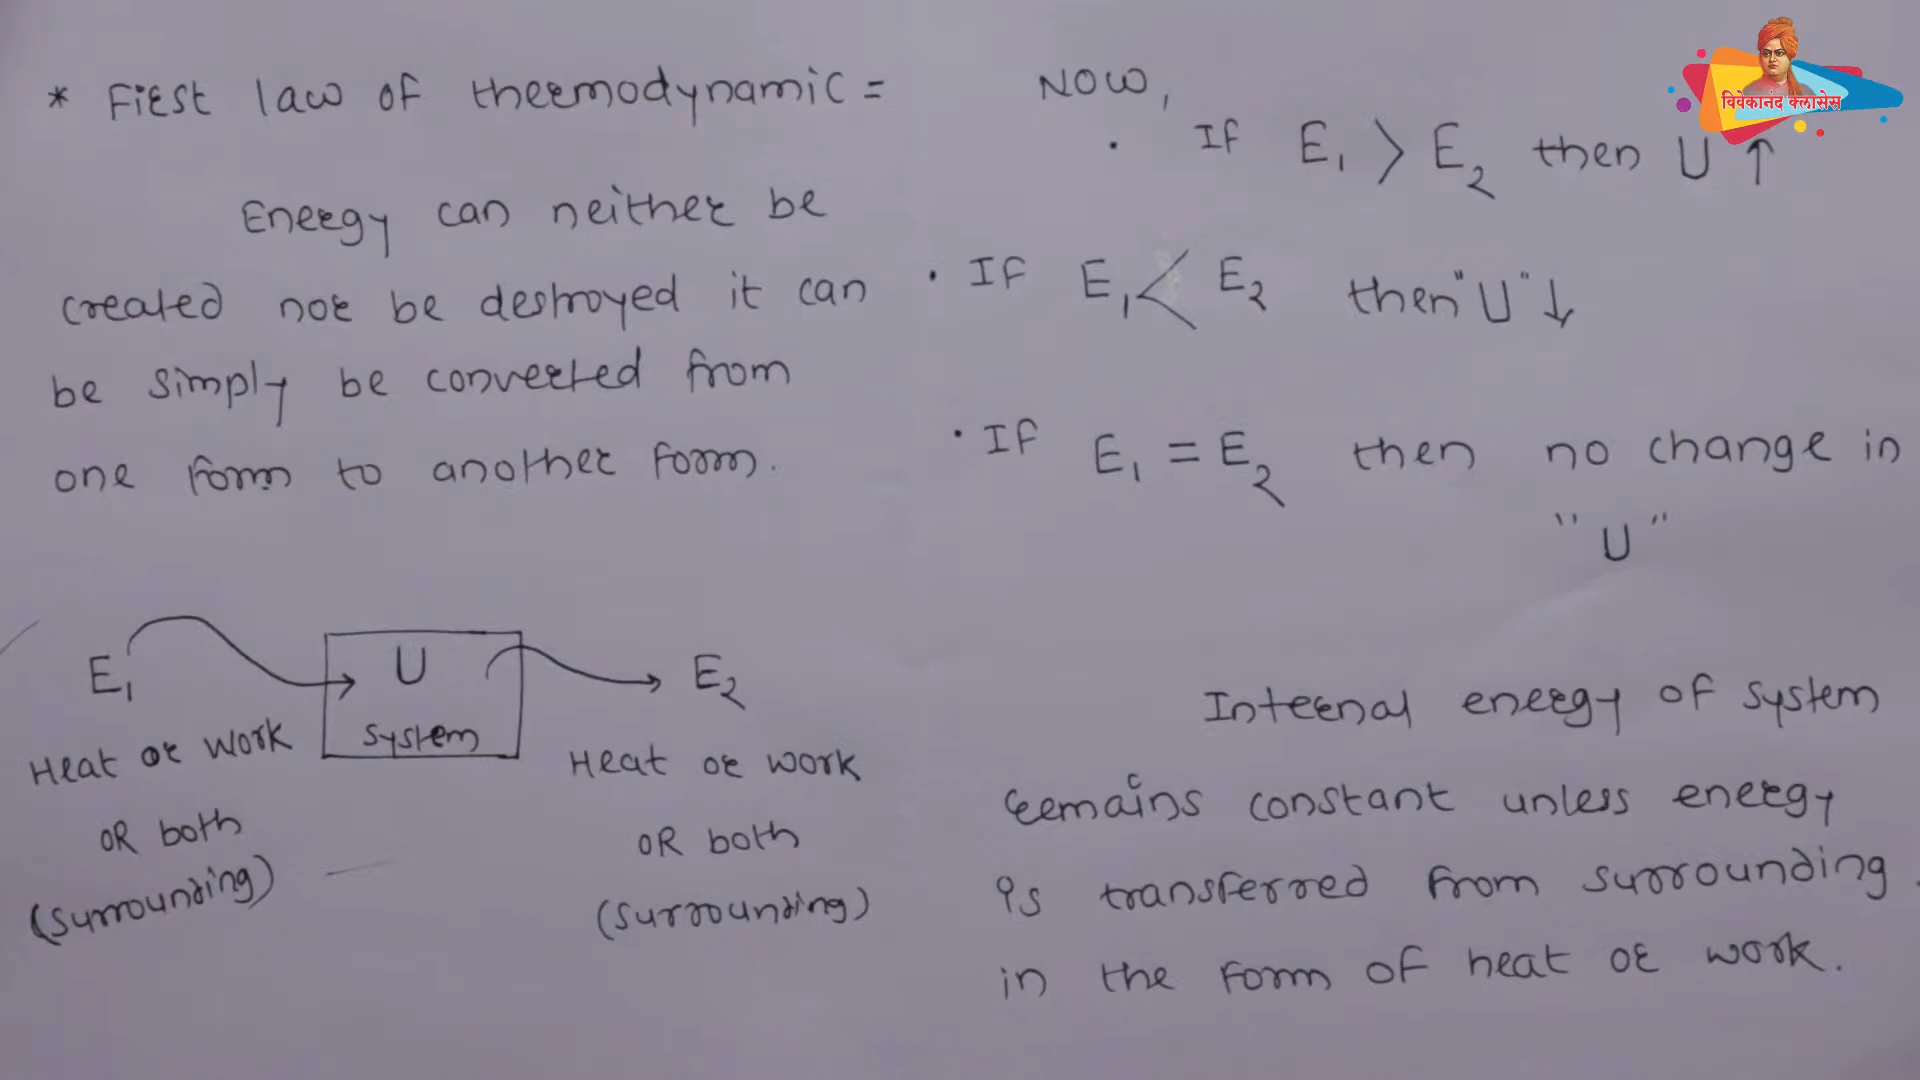 * First law of thermodynamic =
Energy can neither be
created nor be destroyed it can
be simply be converted from
one form to another form.
E₁ U E₂
system
Heat or work
OR both
(surrounding)
Heat or work
OR both
(surrounding)
NOW,
. If E₁ > E₂ then U ↑
. If E₁ < E₂ then "U" ↓
. If E₁ = E₂ then no change in
"U"
Internal energy of system
remains constant unless energy
is transferred from surrounding
in the form of heat or work.
विवेकानंद क्लासेस